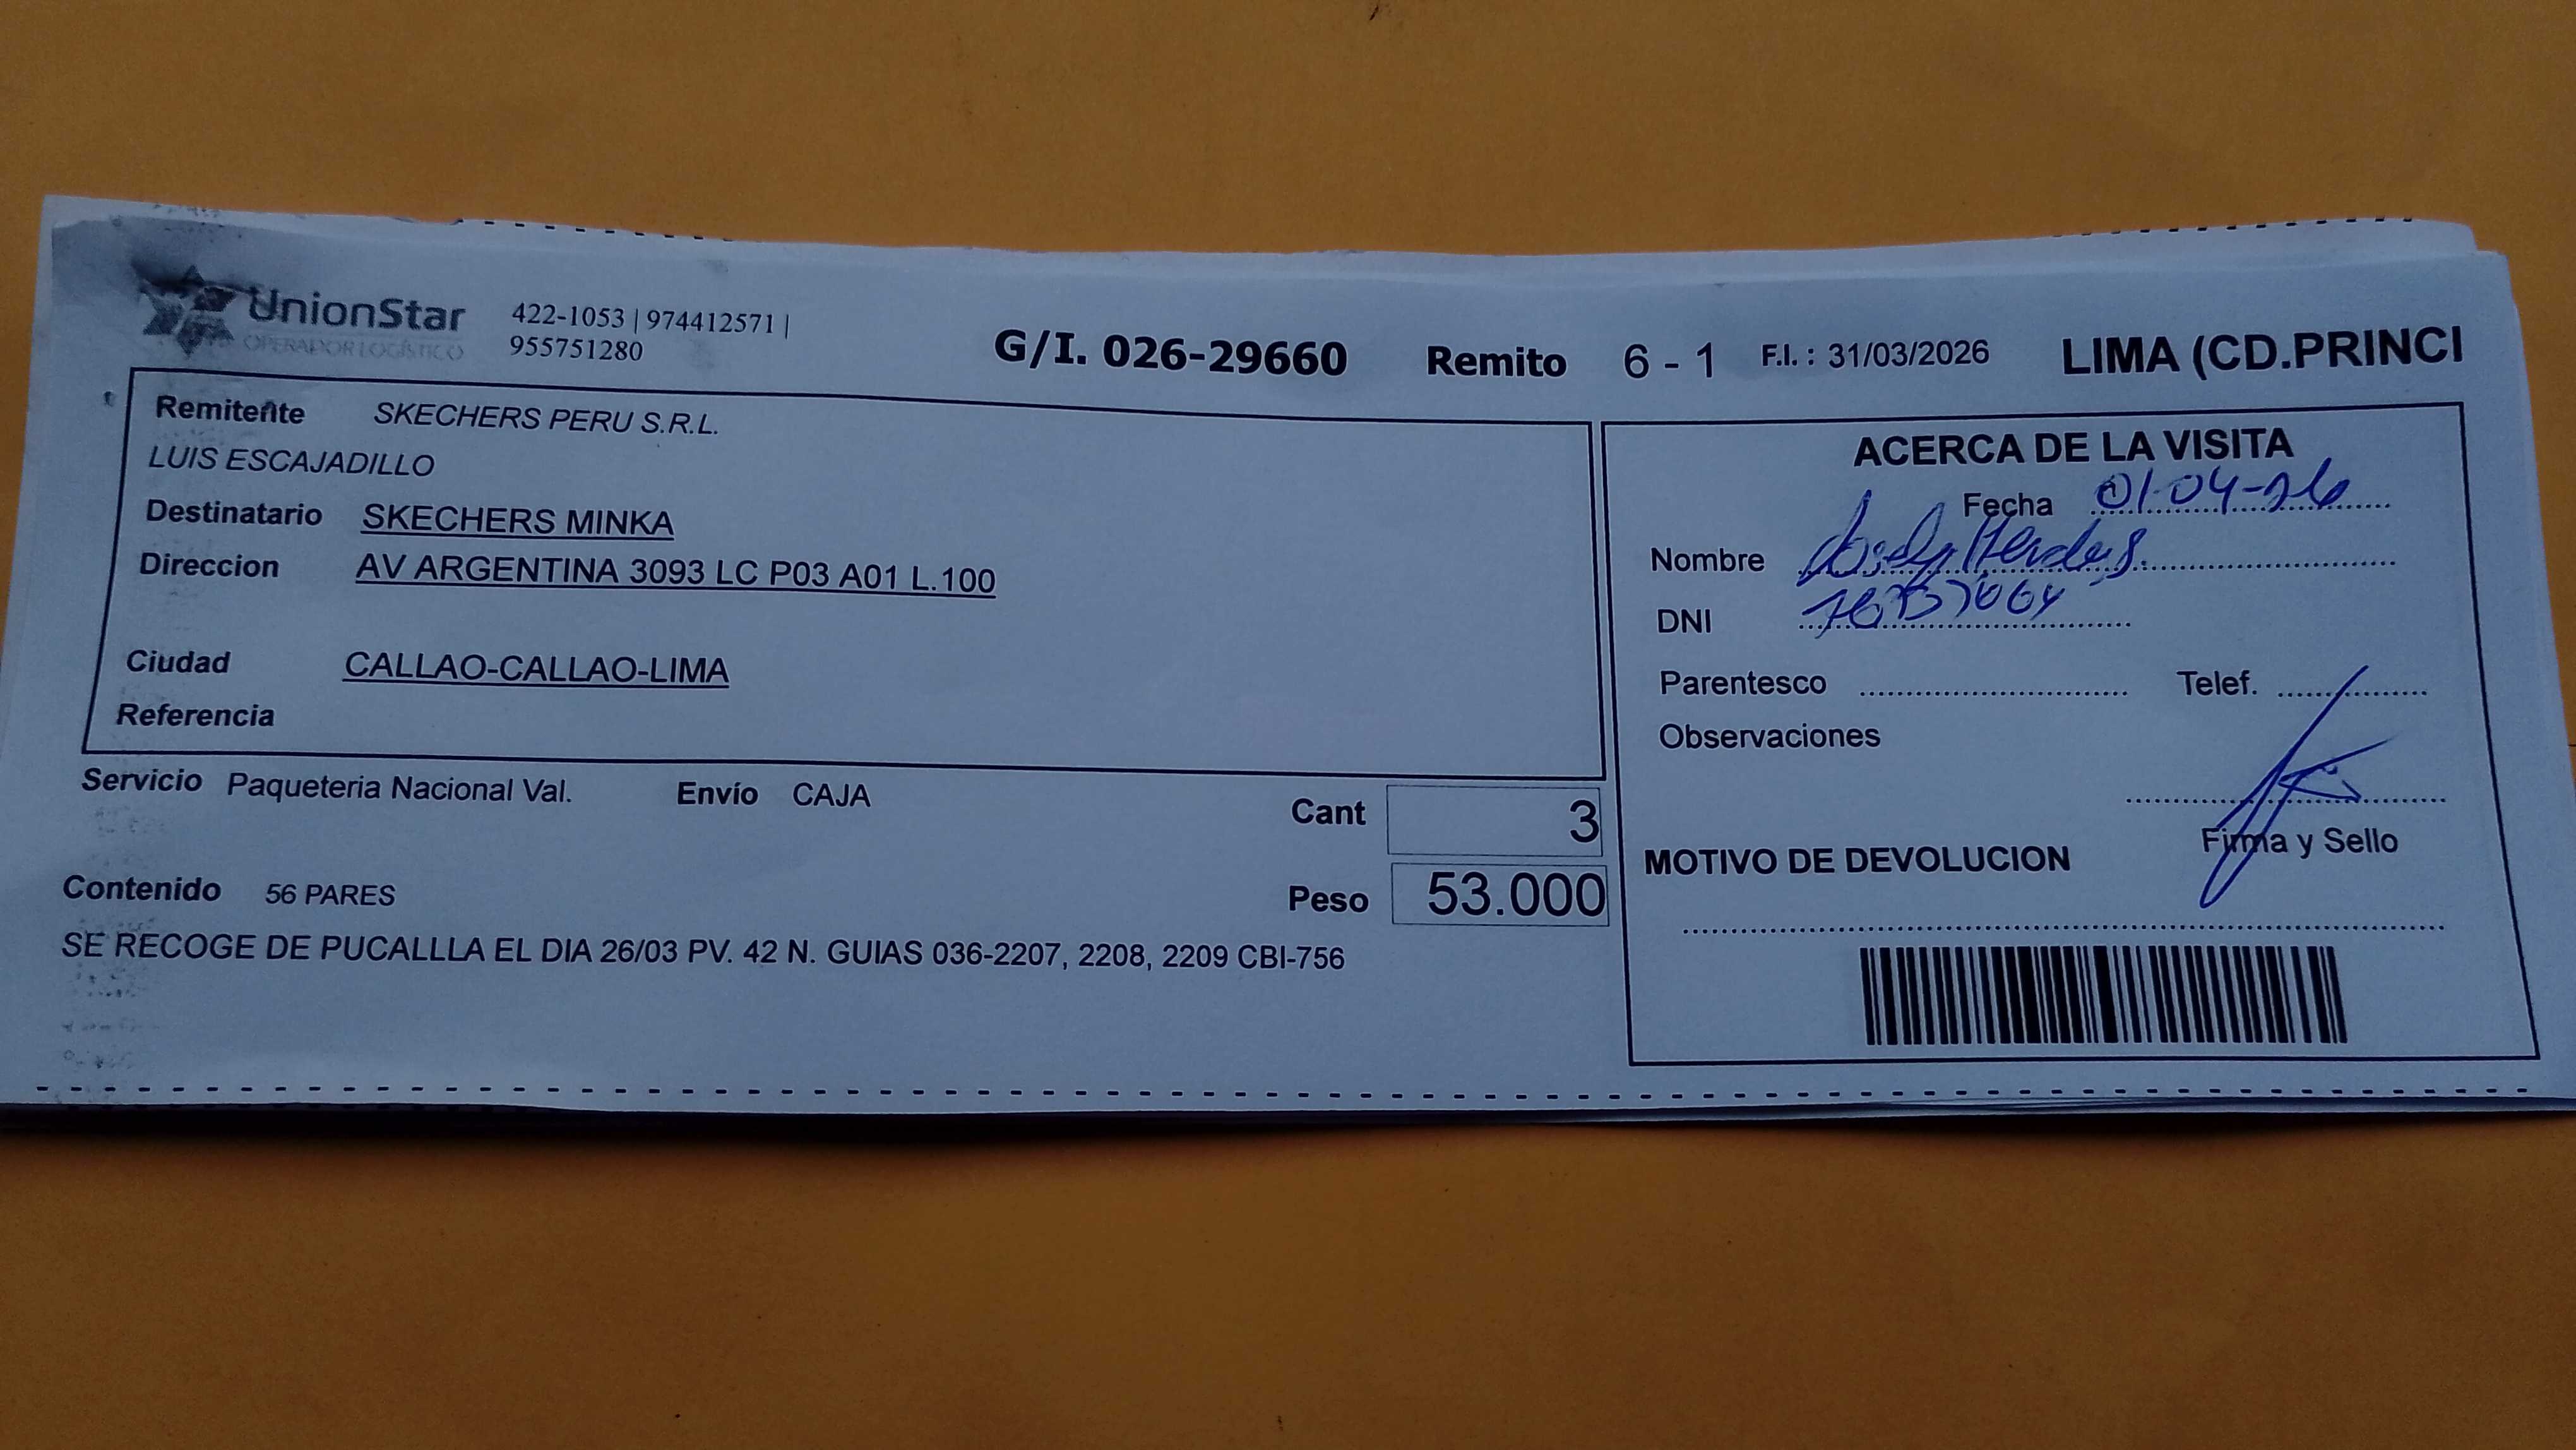 UnionStar
OPERADOR LOGÍSTICO
422-1053 | 974412571 |
955751280
G/I. 026-29660 Remito 6 - 1 F.I. : 31/03/2026 LIMA (CD.PRINCI
Remitente SKECHERS PERU S.R.L.
LUIS ESCAJADILLO
Destinatario SKECHERS MINKA
Direccion AV ARGENTINA 3093 LC P03 A01 L.100
Ciudad CALLAO-CALLAO-LIMA
Referencia
Servicio Paqueteria Nacional Val. Envío CAJA
Cant 3
Contenido 56 PARES
Peso 53.000
SE RECOGE DE PUCALLLA EL DIA 26/03 PV. 42 N. GUIAS 036-2207, 2208, 2209 CBI-756
ACERCA DE LA VISITA
Fecha 01-04-26
Nombre
DNI
Parentesco Telef.
Observaciones
Firma y Sello
MOTIVO DE DEVOLUCION